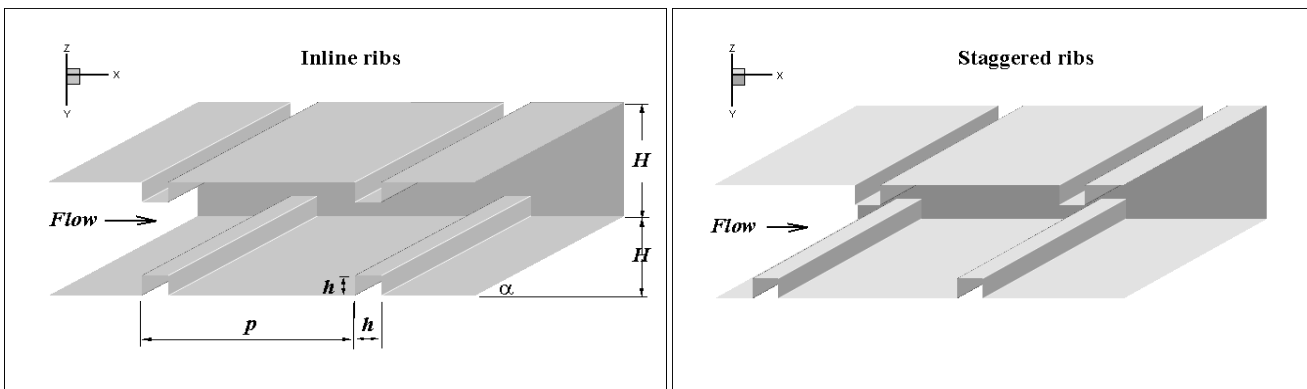 Inline ribs
Z
X
Y
H
Flow
H
h
α
p
h
Staggered ribs
Z
X
Y
Flow